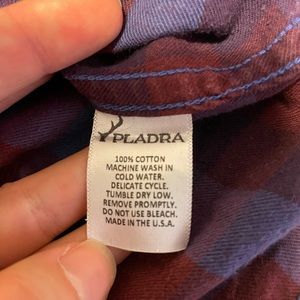 PLADRA
100% COTTON
MACHINE WASH IN
COLD WATER.
DELICATE CYCLE.
TUMBLE DRY LOW.
REMOVE PROMPTLY.
DO NOT USE BLEACH.
MADE IN THE U.S.A.